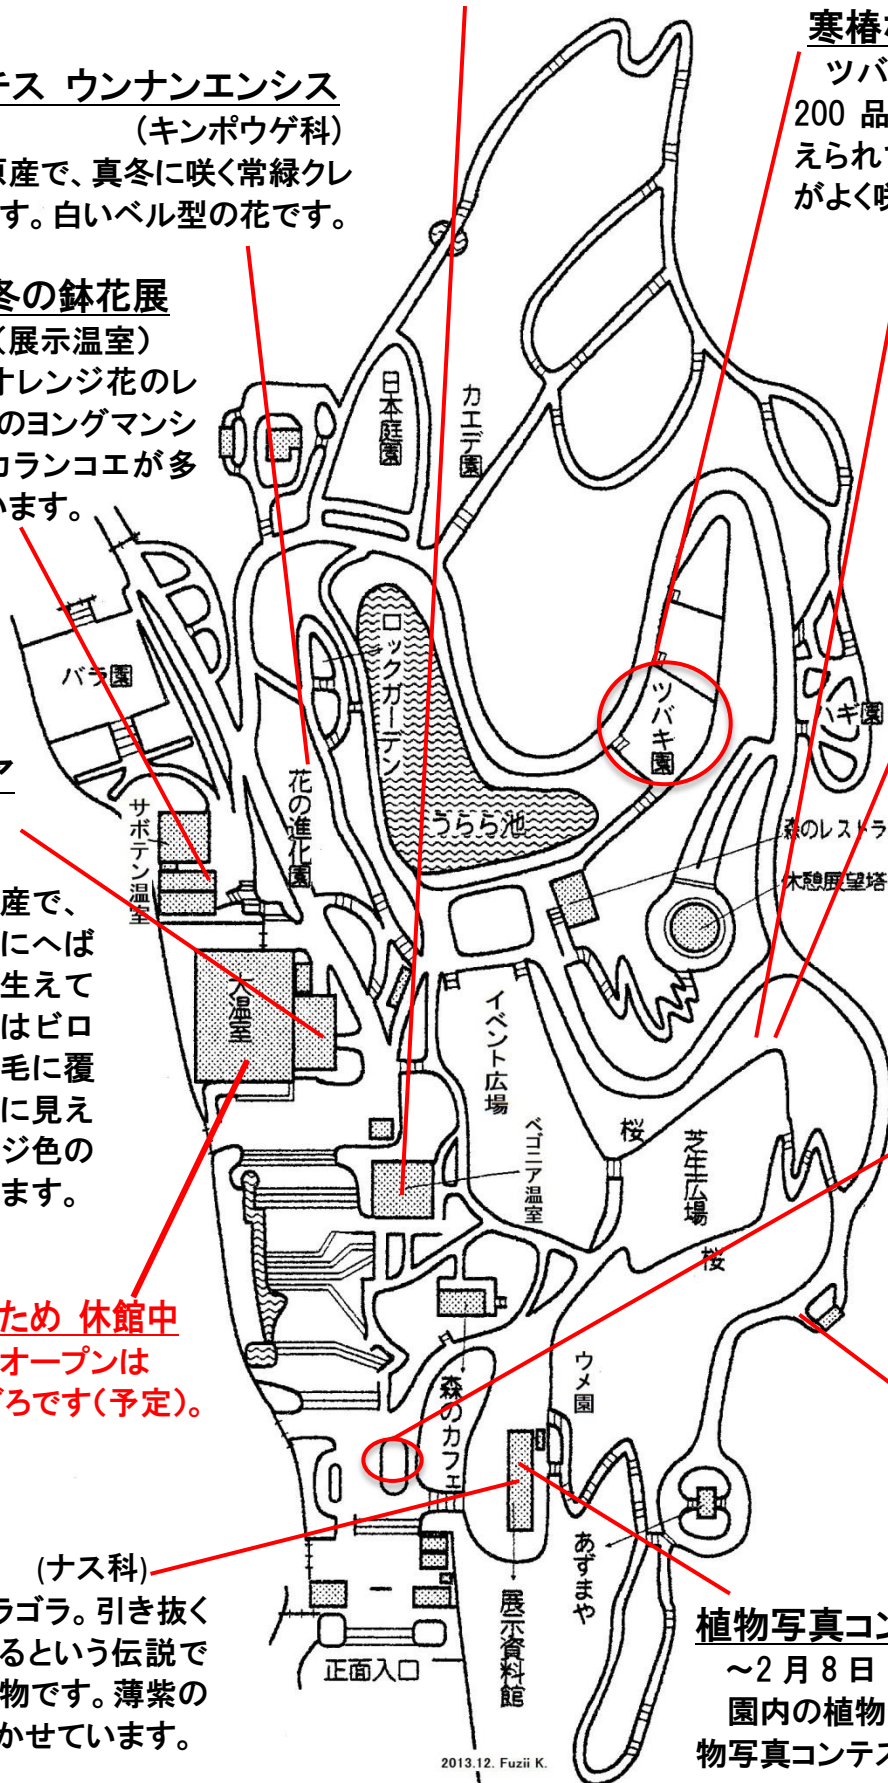 チス ウンナンエンシス
(キンポウゲ科)
原産で、真冬に咲く常緑クレ
す。白いベル型の花です。
寒椿
ツバ
200 品
えられ
がよく咲
冬の鉢花展
(展示温室)
オレンジ花のレ
のヨングマンシ
カランコエが多
います。
日本庭園
カエデ園
バラ園
ロックガーデン
ツバキ園
ハギ園
サボテン温室
花の進化園
うらら池
森のレストラ
休憩展望塔
ア
産で、
にへば
生えて
はビロ
毛に覆
に見え
ジ色の
ます。
大温室
イベント広場
ベゴニア温室
桜
芝生広場
桜
ため 休館中
オープンは
ごろです(予定)。
森のカフェ
ウメ園
あずまや
展示資料館
正面入口
(ナス科)
ラゴラ。引き抜く
るという伝説で
物です。薄紫の
かせています。
植物写真コン
~2 月 8 日
園内の植物
物写真コンテス
2013.12. Fuzii K.